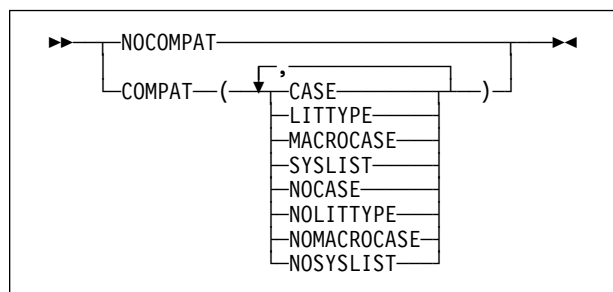 NOCOMPAT
,
COMPAT ( CASE )
LITTYPE
MACROCASE
SYSLIST
NOCASE
NOLITTYPE
NOMACROCASE
NOSYSLIST